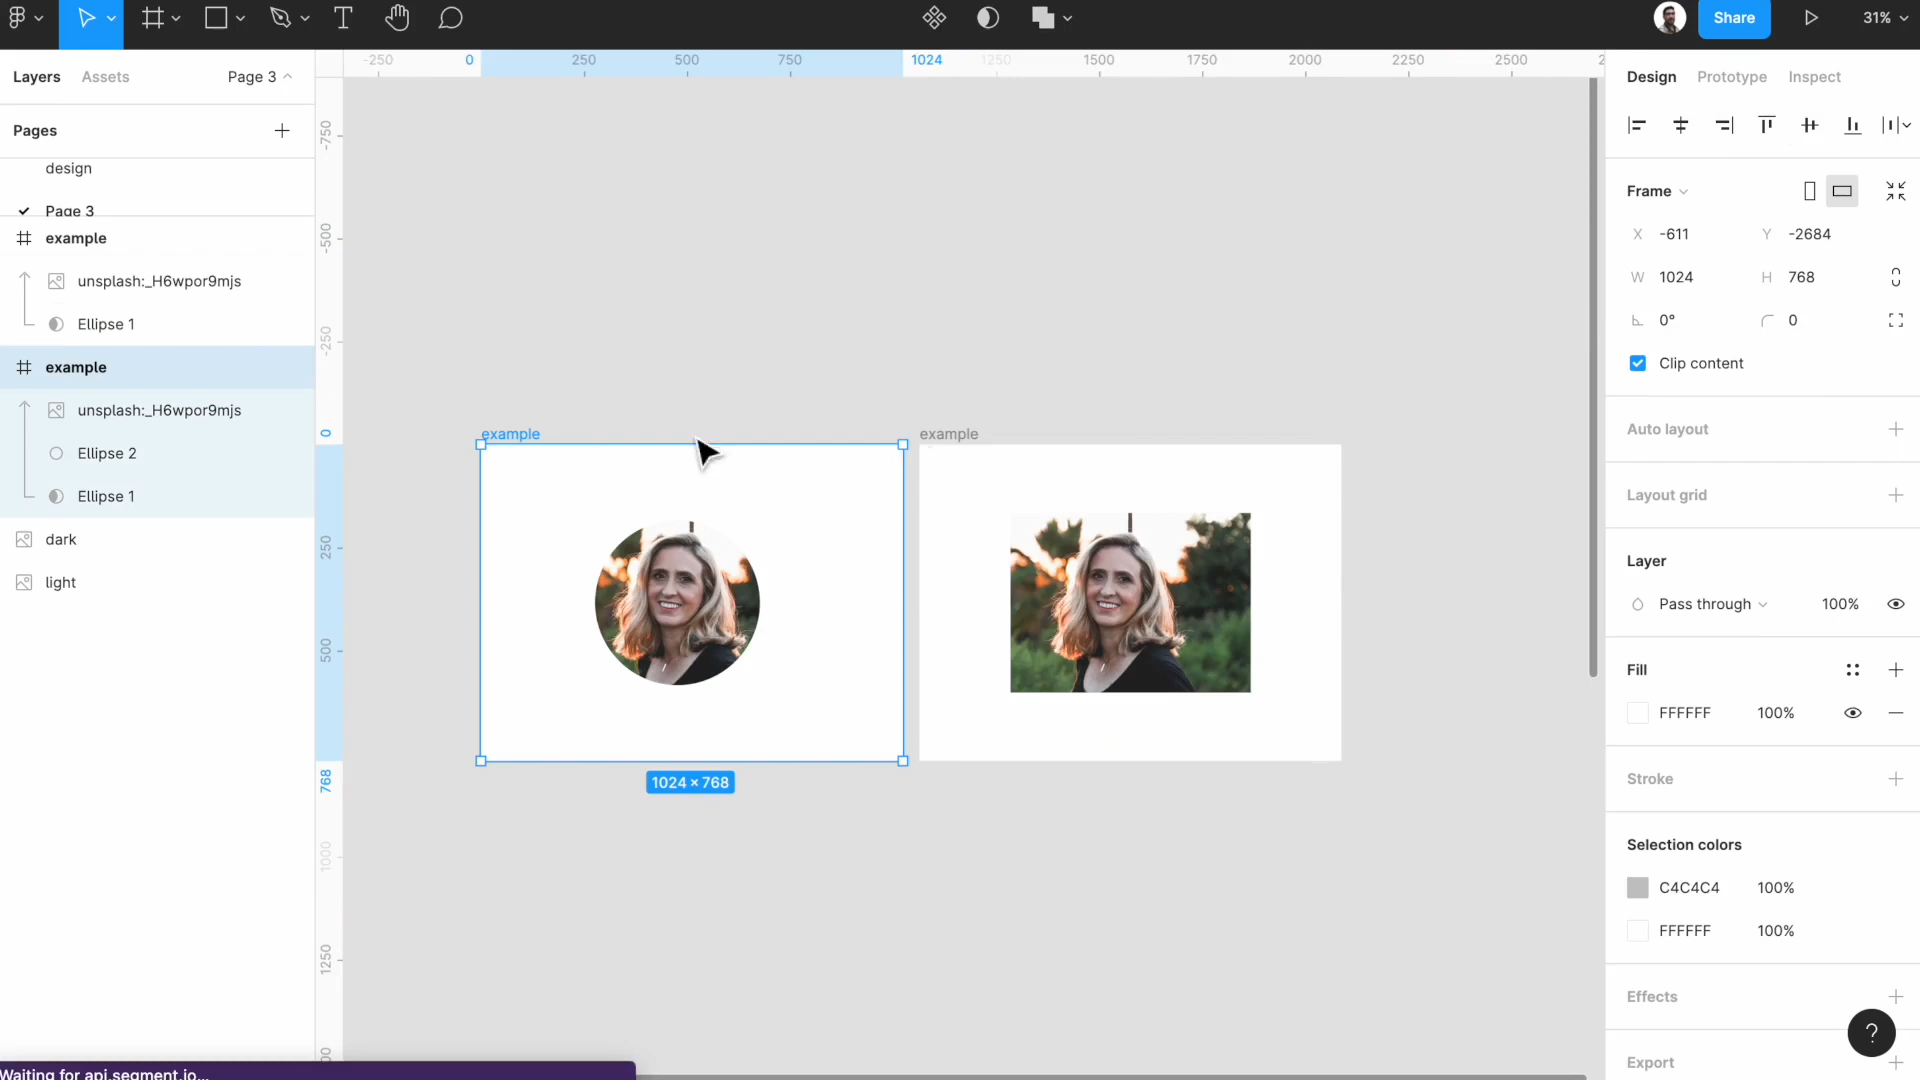 Share
31%
Layers
Assets
Page 3
-250
0
250
500
750
1024
1250
1500
1750
2000
2250
2500
Design
Prototype
Inspect
Pages
design
Page 3
example
unsplash:_H6wpor9mjs
Ellipse 1
example
unsplash:_H6wpor9mjs
Ellipse 2
Ellipse 1
dark
light
-750
-500
-250
0
250
500
768
1000
1250
example
example
1024 × 768
Frame
X -611 Y -2684
W 1024 H 768
0° 0
Clip content
Auto layout
Layout grid
Layer
Pass through 100%
Fill
FFFFFF 100%
Stroke
Selection colors
C4C4C4 100%
FFFFFF 100%
Effects
?
Export
Waiting for api.segment.io...